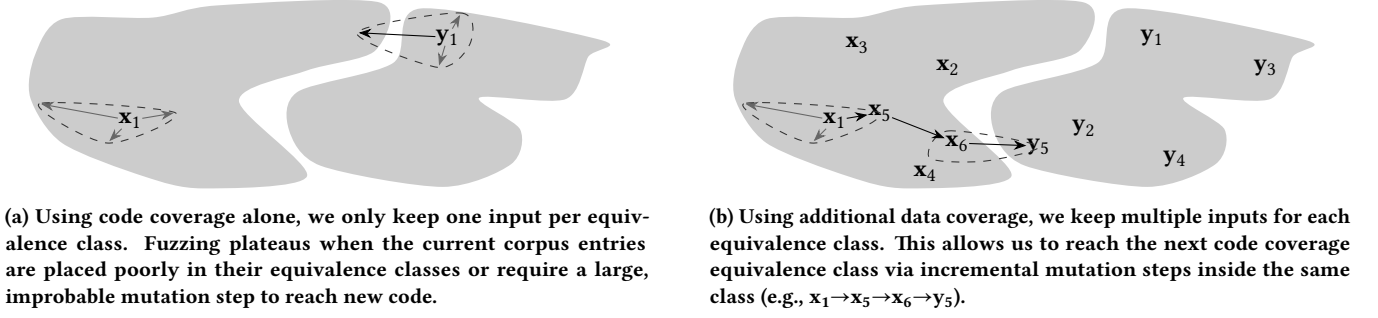 x₁
y₁
(a) Using code coverage alone, we only keep one input per equiv-
alence class. Fuzzing plateaus when the current corpus entries
are placed poorly in their equivalence classes or require a large,
improbable mutation step to reach new code.
x₃
x₂
x₁
x₅
x₆
x₄
y₁
y₃
y₂
y₅
y₄
(b) Using additional data coverage, we keep multiple inputs for each
equivalence class. This allows us to reach the next code coverage
equivalence class via incremental mutation steps inside the same
class (e.g., x₁→x₅→x₆→y₅).